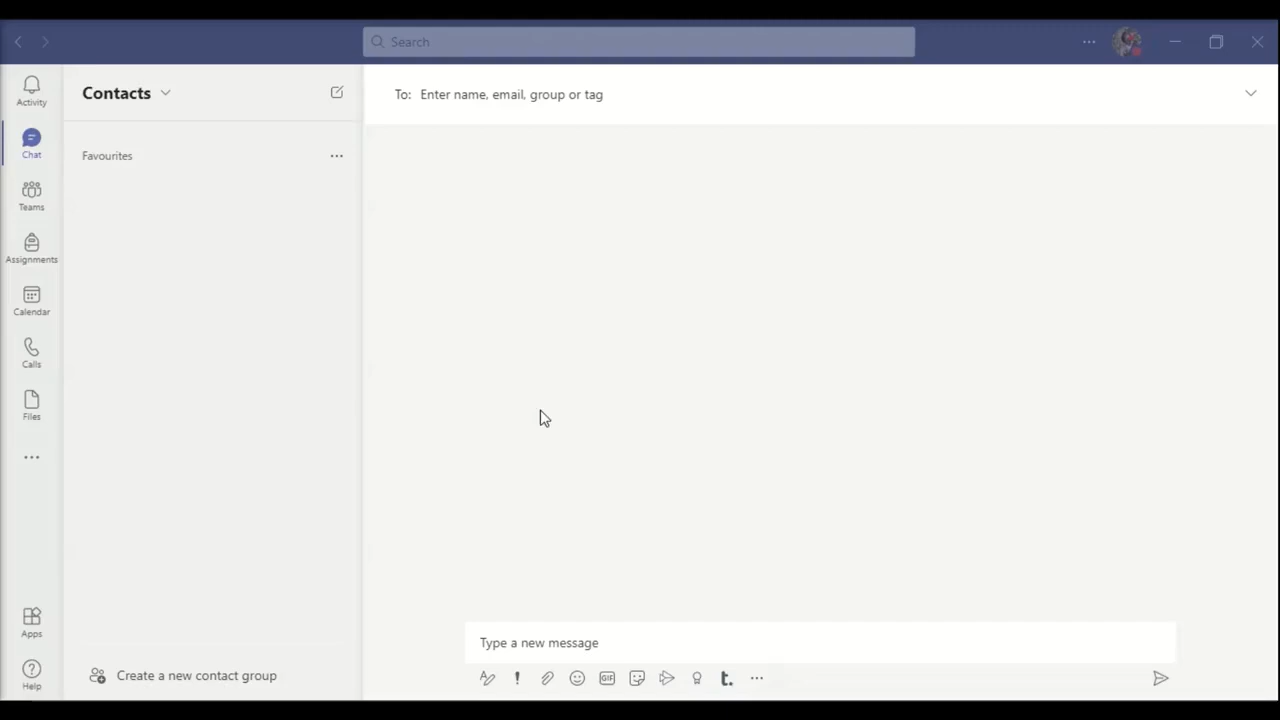 Search
Activity
Chat
Teams
Assignments
Calendar
Calls
Files
Apps
Help
Contacts
Favourites
Create a new contact group
To: Enter name, email, group or tag
Type a new message
GIF
t.